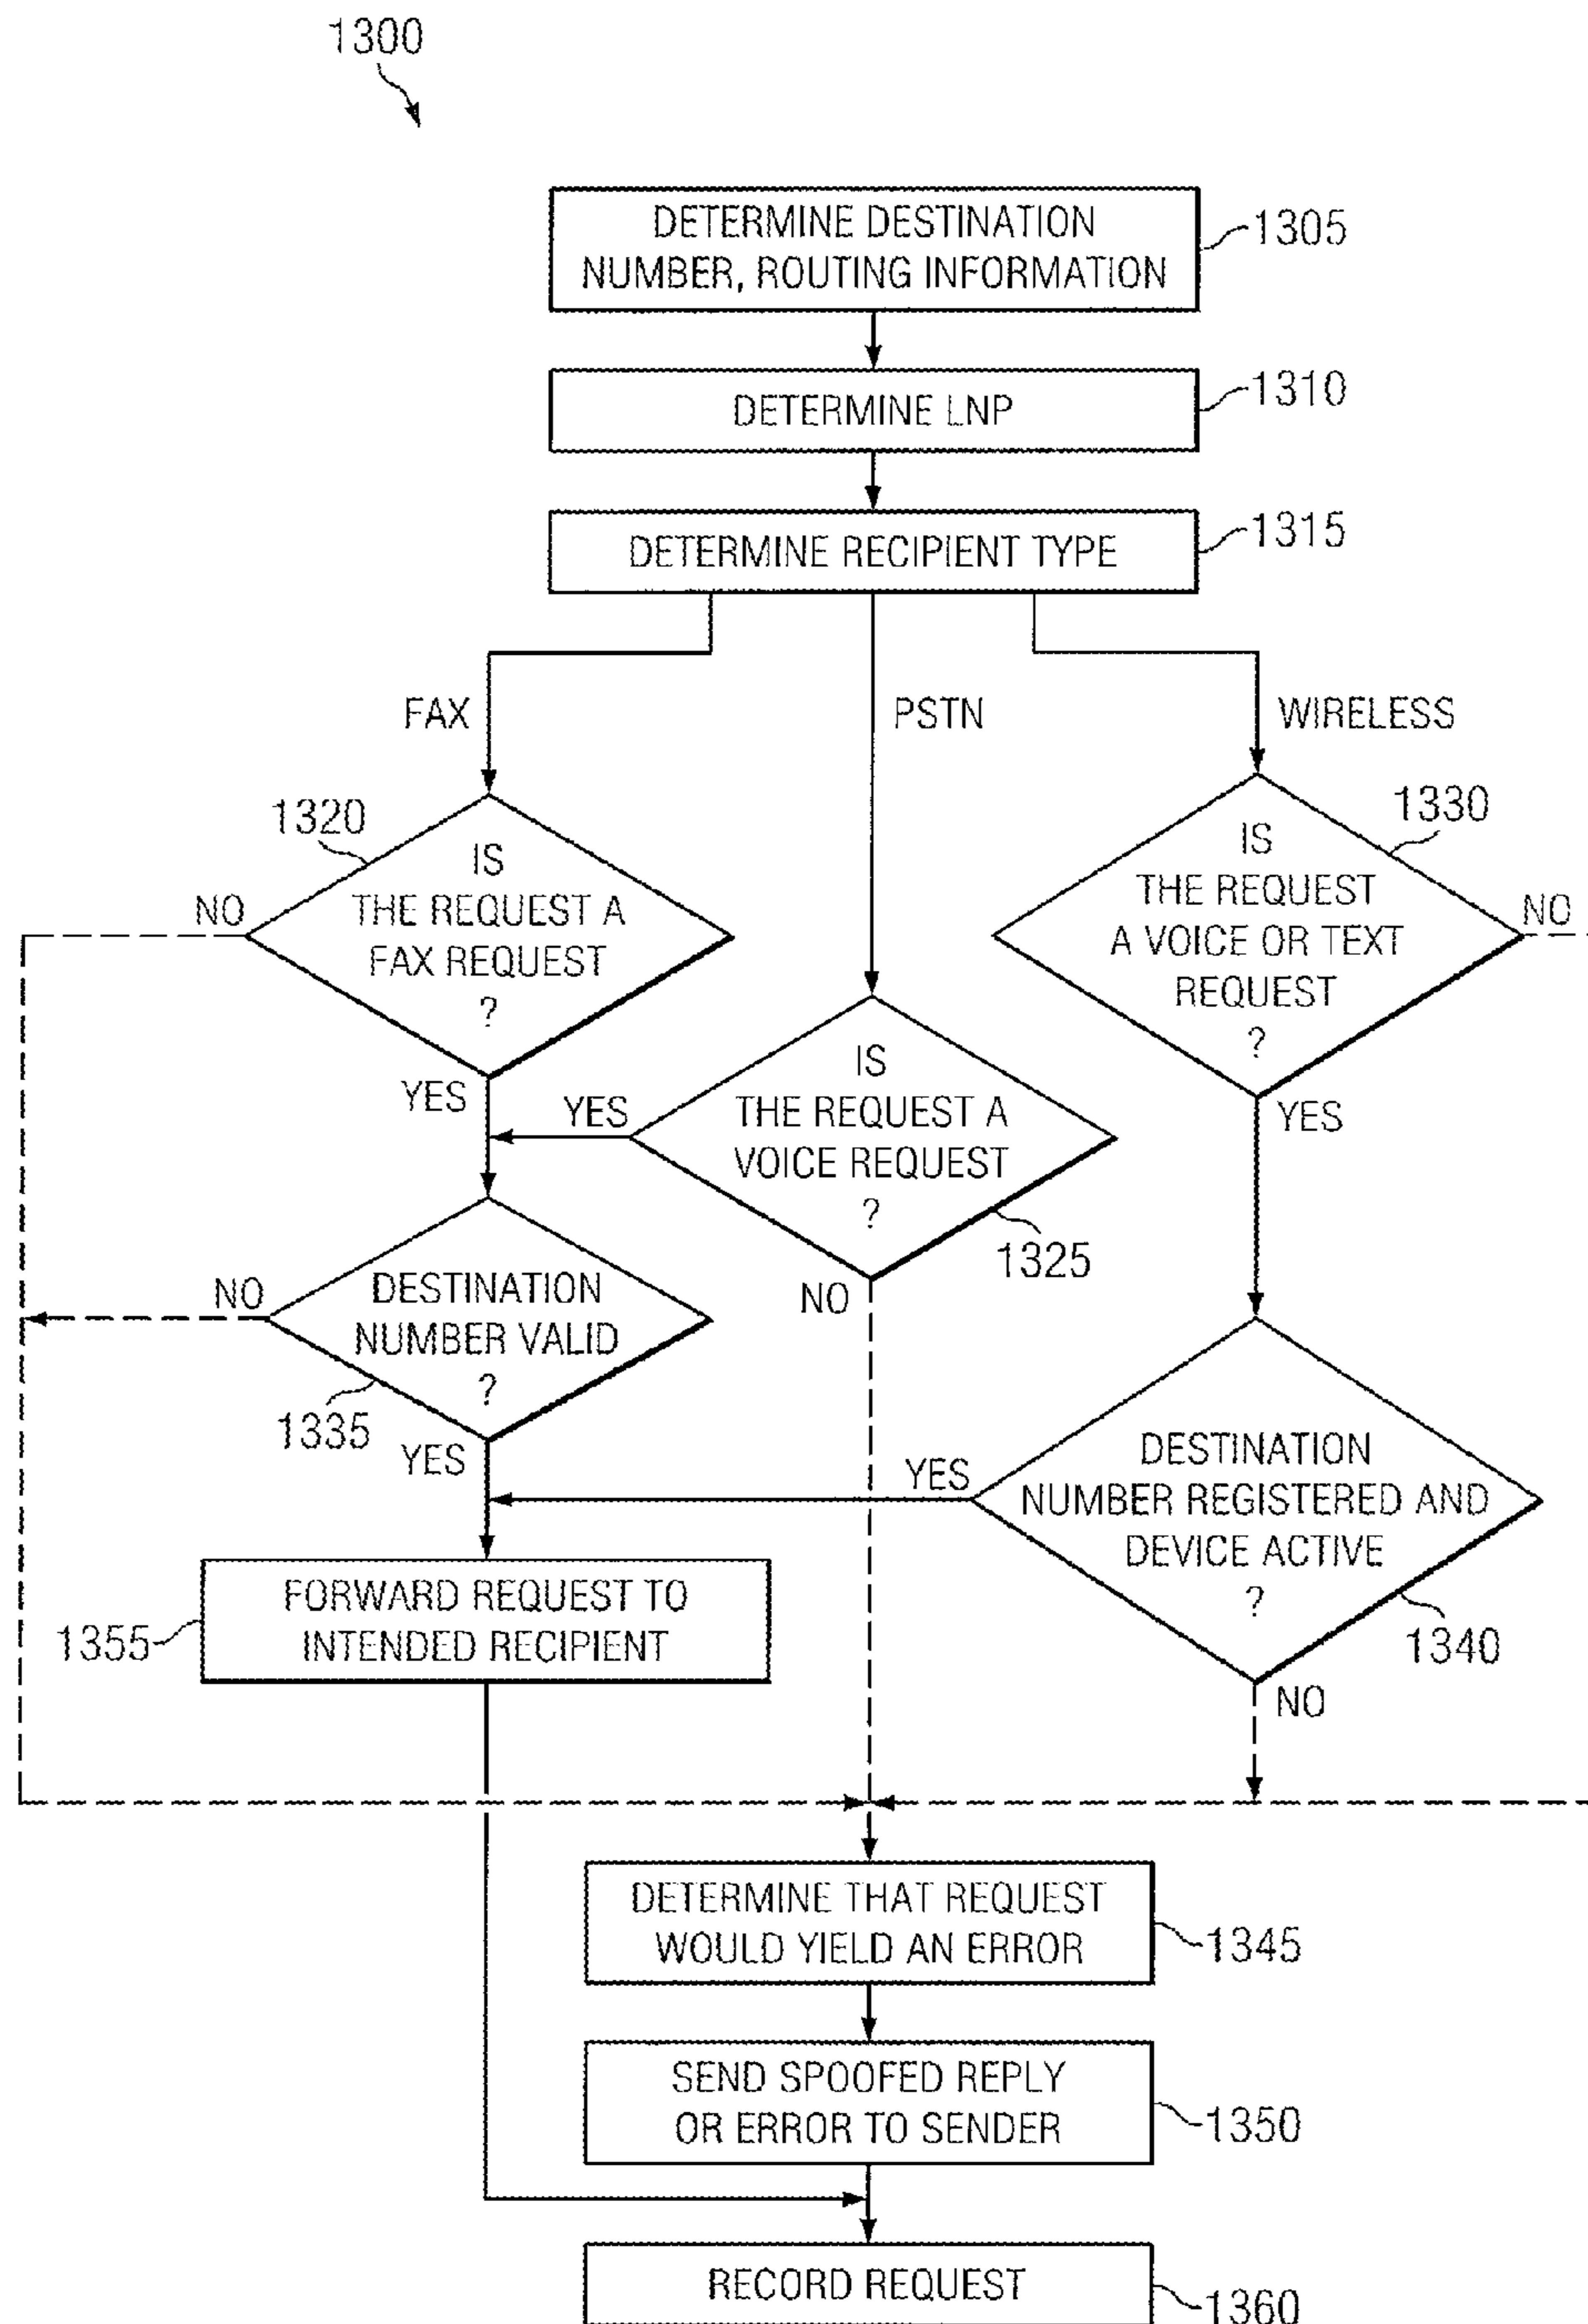 1300
DETERMINE DESTINATION
NUMBER, ROUTING INFORMATION
1305
DETERMINE LNP
1310
DETERMINE RECIPIENT TYPE
1315
FAX
PSTN
WIRELESS
1320
IS
THE REQUEST A
FAX REQUEST
?
NO
YES
1330
IS
THE REQUEST
A VOICE OR TEXT
REQUEST
?
NO
YES
IS
THE REQUEST A
VOICE REQUEST
?
YES
1325
NO
DESTINATION
NUMBER VALID
?
NO
1335
YES
DESTINATION
NUMBER REGISTERED AND
DEVICE ACTIVE
?
YES
1340
NO
FORWARD REQUEST TO
INTENDED RECIPIENT
1355
DETERMINE THAT REQUEST
WOULD YIELD AN ERROR
1345
SEND SPOOFED REPLY
OR ERROR TO SENDER
1350
RECORD REQUEST
1360